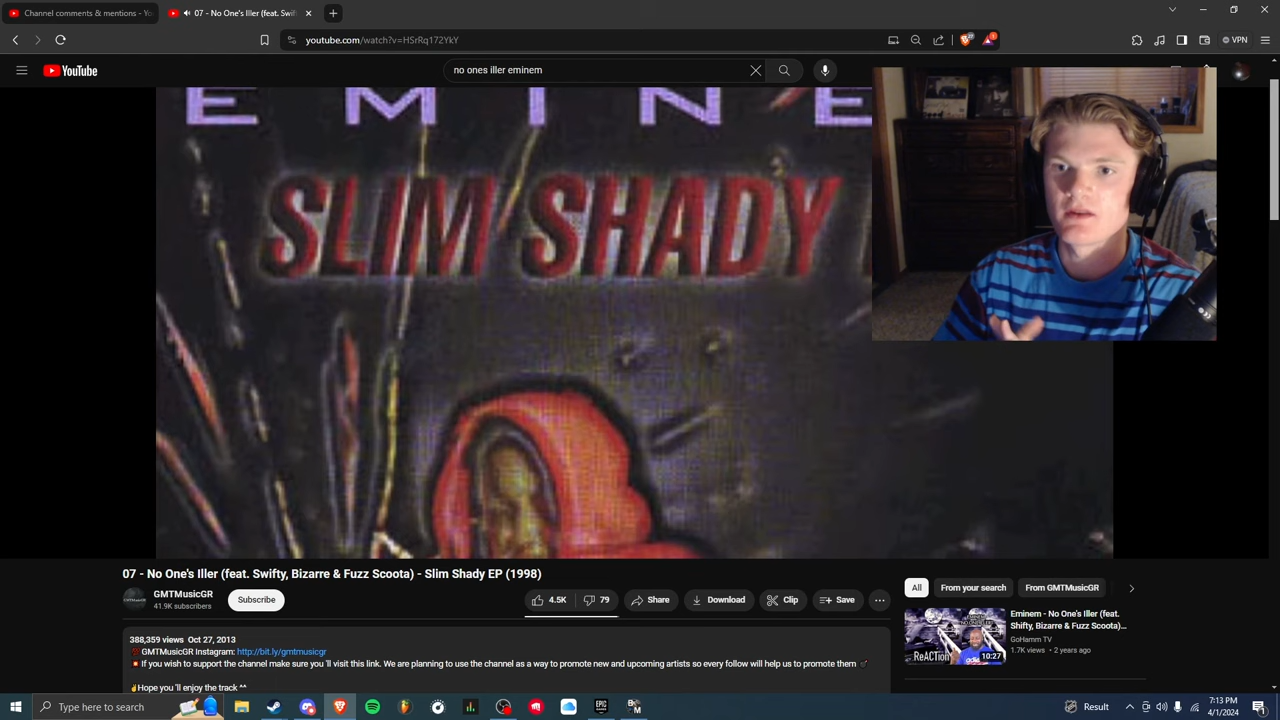 Channel comments & mentions - Yo
07 - No One's Iller (feat. Swift
youtube.com/watch?v=HSrRq172YkY
27
1
VPN
YouTube
no ones iller eminem
E M I N E
SLIM SHADY
07 - No One's Iller (feat. Swifty, Bizarre & Fuzz Scoota) - Slim Shady EP (1998)
GMTMusicGR
41.9K subscribers
Subscribe
4.5K
79
Share
Download
Clip
Save
All
From your search
From GMTMusicGR
388,359 views Oct 27, 2013
GMTMusicGR Instagram: http://bit.ly/gmtmusicgr
If you wish to support the channel make sure you 'll visit this link. We are planning to use the channel as a way to promote new and upcoming artists so every follow will help us to promote them
Hope you 'll enjoy the track ^^
ReACTion
10:27
Eminem - No One's Iller (feat.
Shifty, Bizarre & Fuzz Scoota)...
GoHamm TV
1.7K views • 2 years ago
Type here to search
Result
7:13 PM
4/1/2024